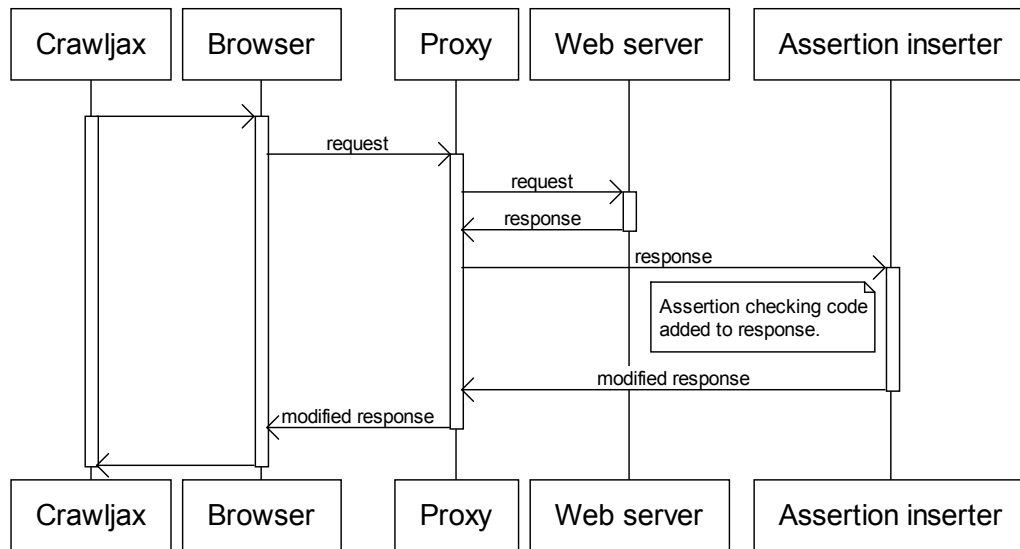 Crawljax
Browser
Proxy
Web server
Assertion inserter
request
request
response
response
Assertion checking code
added to response.
modified response
modified response
Crawljax
Browser
Proxy
Web server
Assertion inserter